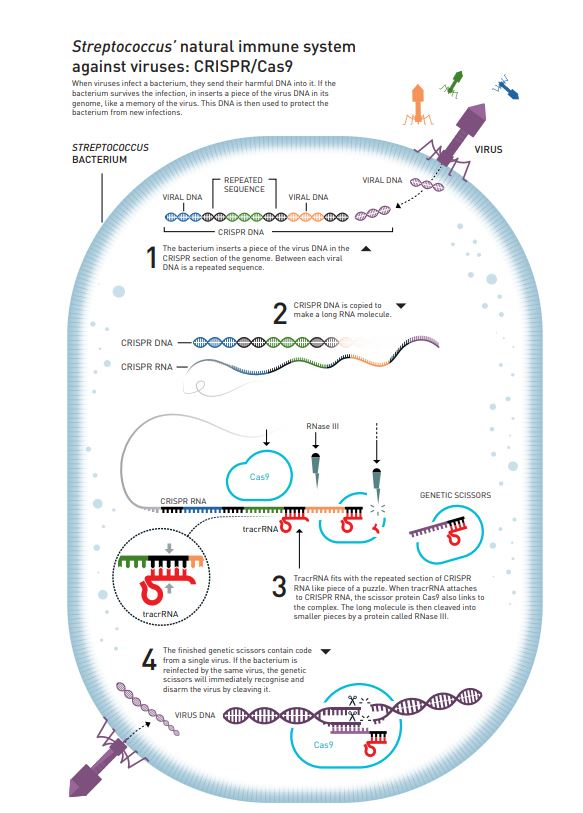 Streptococcus’ natural immune system
against viruses: CRISPR/Cas9
When viruses infect a bacterium, they send their harmful DNA into it. If the
bacterium survives the infection, in inserts a piece of the virus DNA in its
genome, like a memory of the virus. This DNA is then used to protect the
bacterium from new infections.
STREPTOCOCCUS
BACTERIUM
VIRUS
VIRAL DNA
REPEATED
SEQUENCE
VIRAL DNA
VIRAL DNA
CRISPR DNA
1
The bacterium inserts a piece of the virus DNA in the
CRISPR section of the genome. Between each viral
DNA is a repeated sequence.
2
CRISPR DNA is copied to
make a long RNA molecule.
CRISPR DNA
CRISPR RNA
RNase III
Cas9
GENETIC SCISSORS
CRISPR RNA
tracrRNA
tracrRNA
3
TracrRNA fits with the repeated section of CRISPR
RNA like piece of a puzzle. When tracrRNA attaches
to CRISPR RNA, the scissor protein Cas9 also links to
the complex. The long molecule is then cleaved into
smaller pieces by a protein called RNase III.
4
The finished genetic scissors contain code
from a single virus. If the bacterium is
reinfected by the same virus, the genetic
scissors will immediately recognise and
disarm the virus by cleaving it.
VIRUS DNA
Cas9